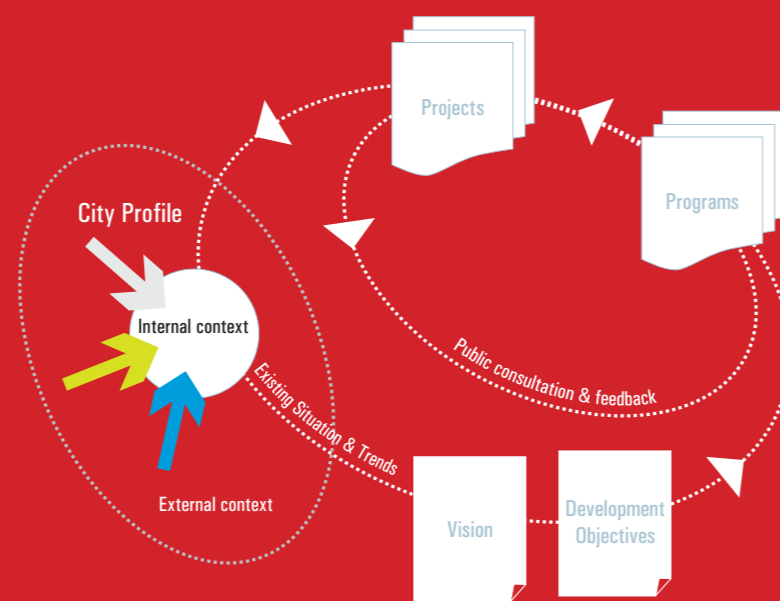 Projects
Programs
City Profile
Internal context
Public consultation & feedback
Existing Situation & Trends
External context
Vision
Development
Objectives